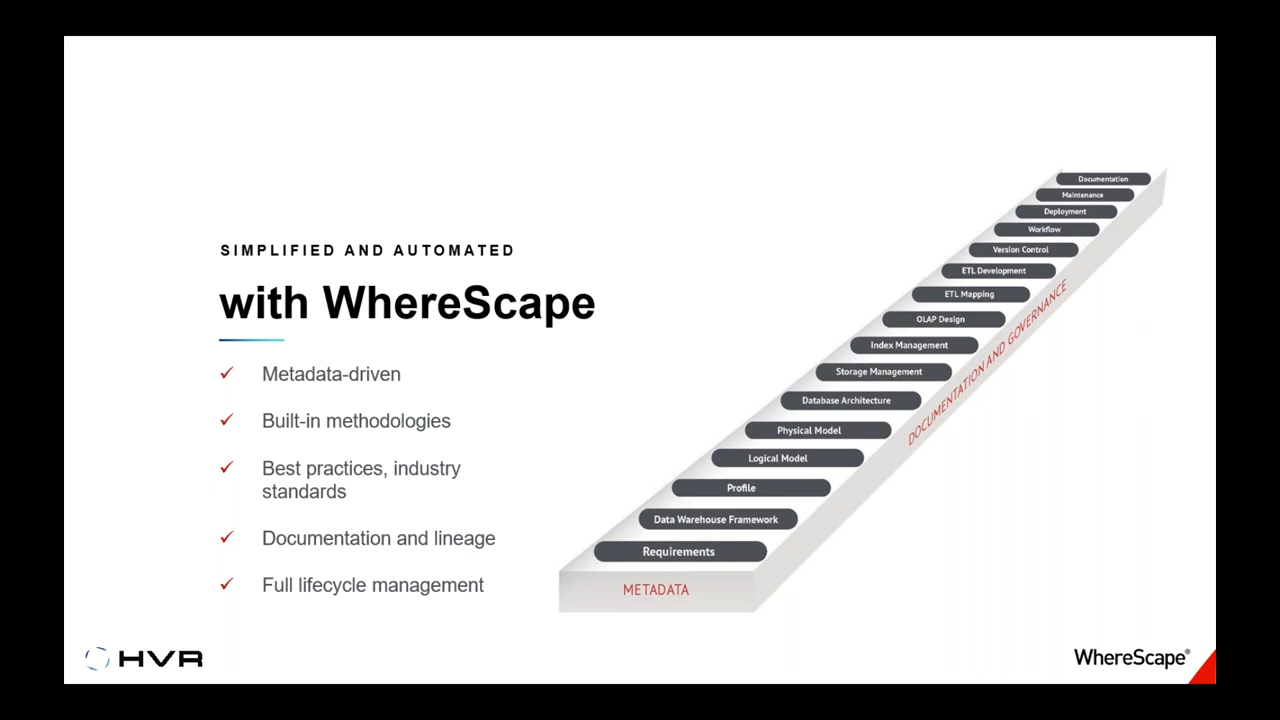 SIMPLIFIED AND AUTOMATED
with WhereScape
Metadata-driven
Built-in methodologies
Best practices, industry
standards
Documentation and lineage
Full lifecycle management
Documentation
Maintenance
Deployment
Workflow
Version Control
ETL Development
ETL Mapping
OLAP Design
Index Management
Storage Management
Database Architecture
Physical Model
Logical Model
Profile
Data Warehouse Framework
Requirements
METADATA
DOCUMENTATION AND GOVERNANCE
HVR
WhereScape®